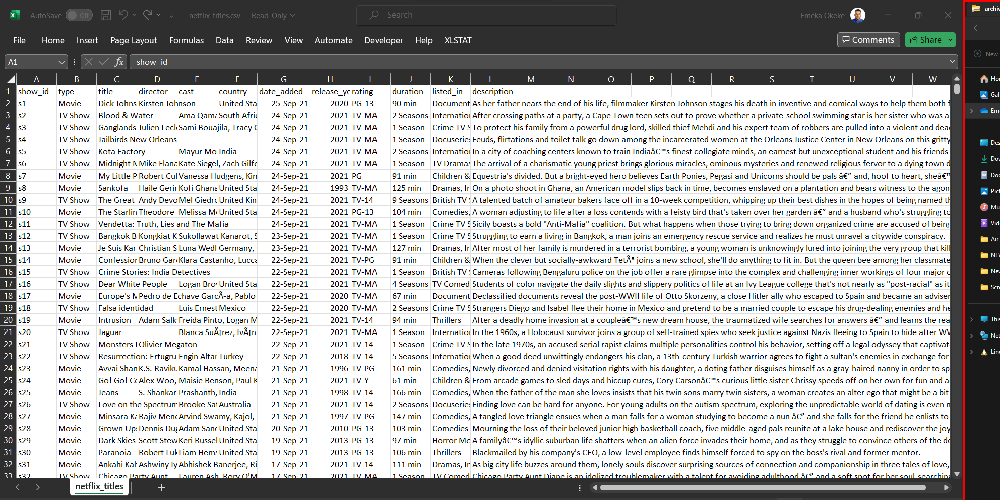 AutoSave Off netflix_titles.csv - Read-Only Search Emeka Okeke
File Home Insert Page Layout Formulas Data Review View Automate Developer Help XLSTAT Comments Share
A1 fx show_id
A B C D E F G H I J K L M N O P Q R S T U V W
1 show_id type title director cast country date_added release_ye rating duration listed_in description
2 s1 Movie Dick Johns Kirsten Johnson United Sta 25-Sep-21 2020 PG-13 90 min Document As her father nears the end of his life, filmmaker Kirsten Johnson stages his death in inventive and comical ways to help them both f
3 s2 TV Show Blood & Water Ama Qama South Afric 24-Sep-21 2021 TV-MA 2 Seasons Internation After crossing paths at a party, a Cape Town teen sets out to prove whether a private-school swimming star is her sister who was al
4 s3 TV Show Ganglands Julien Lecle Sami Bouajila, Tracy G 24-Sep-21 2021 TV-MA 1 Season Crime TV S To protect his family from a powerful drug lord, skilled thief Mehdi and his expert team of robbers are pulled into a violent and dead
5 s4 TV Show Jailbirds New Orleans 24-Sep-21 2021 TV-MA 1 Season Docuseries Feuds, flirtations and toilet talk go down among the incarcerated women at the Orleans Justice Center in New Orleans on this gritty
6 s5 TV Show Kota Factory Mayur Mo India 24-Sep-21 2021 TV-MA 2 Seasons Internation In a city of coaching centers known to train Indiaâ€™s finest collegiate minds, an earnest but unexceptional student and his friends
7 s6 TV Show Midnight M Mike Flana Kate Siegel, Zach Gilfo 24-Sep-21 2021 TV-MA 1 Season TV Dramas The arrival of a charismatic young priest brings glorious miracles, ominous mysteries and renewed religious fervor to a dying town d
8 s7 Movie My Little P Robert Cul Vanessa Hudgens, Kim 24-Sep-21 2021 PG 91 min Children & Equestria's divided. But a bright-eyed hero believes Earth Ponies, Pegasi and Unicorns should be pals â€” and, hoof to heart, sheâ€™
9 s8 Movie Sankofa Haile Gerin Kofi Ghana United Sta 24-Sep-21 1993 TV-MA 125 min Dramas, In On a photo shoot in Ghana, an American model slips back in time, becomes enslaved on a plantation and bears witness to the agon
10 s9 TV Show The Great Andy Devo Mel Giedro United King 24-Sep-21 2021 TV-14 9 Seasons British TV S A talented batch of amateur bakers face off in a 10-week competition, whipping up their best dishes in the hopes of being named th
11 s10 Movie The Starlin Theodore Melissa Mc United Sta 24-Sep-21 2021 PG-13 104 min Comedies, A woman adjusting to life after a loss contends with a feisty bird that's taken over her garden â€” and a husband who's struggling to
12 s11 TV Show Vendetta: Truth, Lies and The Mafia 24-Sep-21 2021 TV-MA 1 Season Crime TV S Sicily boasts a bold "Anti-Mafia" coalition. But what happens when those trying to bring down organized crime are accused of being
13 s12 TV Show Bangkok B Kongkiat K Sukollawat Kanarot, S 23-Sep-21 2021 TV-MA 1 Season Crime TV S Struggling to earn a living in Bangkok, a man joins an emergency rescue service and realizes he must unravel a citywide conspiracy.
14 s13 Movie Je Suis Kar Christian S Luna Wedl Germany, 23-Sep-21 2021 TV-MA 127 min Dramas, In After most of her family is murdered in a terrorist bombing, a young woman is unknowingly lured into joining the very group that kill
15 s14 Movie Confession Bruno Gar Klara Castanho, Lucca 22-Sep-21 2021 TV-PG 91 min Children & When the clever but socially-awkward TetÃª joins a new school, she'll do anything to fit in. But the queen bee among her classmate
16 s15 TV Show Crime Stories: India Detectives 22-Sep-21 2021 TV-MA 1 Season British TV S Cameras following Bengaluru police on the job offer a rare glimpse into the complex and challenging inner workings of four major c
17 s16 TV Show Dear White People Logan Brow United Sta 22-Sep-21 2021 TV-MA 4 Seasons TV Comed Students of color navigate the daily slights and slippery politics of life at an Ivy League college that's not nearly as "post-racial" as it
18 s17 Movie Europe's M Pedro de Echave GarcÃ-a, Pablo 22-Sep-21 2020 TV-MA 67 min Document Declassified documents reveal the post-WWII life of Otto Skorzeny, a close Hitler ally who escaped to Spain and became an adviser
19 s18 TV Show Falsa identidad Luis Ernest Mexico 22-Sep-21 2020 TV-MA 2 Seasons Crime TV S Strangers Diego and Isabel flee their home in Mexico and pretend to be a married couple to escape his drug-dealing enemies and he
20 s19 Movie Intrusion Adam Salk Freida Pinto, Logan M 22-Sep-21 2021 TV-14 94 min Thrillers After a deadly home invasion at a coupleâ€™s new dream house, the traumatized wife searches for answers â€” and learns the rea
21 s20 TV Show Jaguar Blanca SuÃ¡rez, IvÃ¡n 22-Sep-21 2021 TV-MA 1 Season Internation In the 1960s, a Holocaust survivor joins a group of self-trained spies who seek justice against Nazis fleeing to Spain to hide after WW
22 s21 TV Show Monsters I Olivier Megaton 22-Sep-21 2021 TV-14 1 Season Crime TV S In the late 1970s, an accused serial rapist claims multiple personalities control his behavior, setting off a legal odyssey that captivat
23 s22 TV Show Resurrection: Ertugru Engin Altan Turkey 22-Sep-21 2018 TV-14 5 Seasons Internation When a good deed unwittingly endangers his clan, a 13th-century Turkish warrior agrees to fight a sultan's enemies in exchange for
24 s23 Movie Avvai Shan K.S. Raviku Kamal Hassan, Meena 21-Sep-21 1996 TV-PG 161 min Comedies, Newly divorced and denied visitation rights with his daughter, a doting father disguises himself as a gray-haired nanny in order to sp
25 s24 Movie Go! Go! Co Alex Woo, Maisie Benson, Paul K 21-Sep-21 2021 TV-Y 61 min Children & From arcade games to sled days and hiccup cures, Cory Carsonâ€™s curious little sister Chrissy speeds off on her own for fun and a
26 s25 Movie Jeans S. Shankar Prashanth, India 21-Sep-21 1998 TV-14 166 min Comedies, When the father of the man she loves insists that his twin sons marry twin sisters, a woman creates an alter ego that might be a bit
27 s26 TV Show Love on the Spectrum Brooke Sat Australia 21-Sep-21 2021 TV-14 2 Seasons Docuseries Finding love can be hard for anyone. For young adults on the autism spectrum, exploring the unpredictable world of dating is even m
28 s27 Movie Minsara Ka Rajiv Menc Arvind Swamy, Kajol, 21-Sep-21 1997 TV-PG 147 min Comedies, A tangled love triangle ensues when a man falls for a woman studying to become a nun â€” and she falls for the friend he enlists to
29 s28 Movie Grown Up Dennis Dug Adam Sand United Sta 20-Sep-21 2010 PG-13 103 min Comedies Mourning the loss of their beloved junior high basketball coach, five middle-aged pals reunite at a lake house and rediscover the joy
30 s29 Movie Dark Skies Scott Stew Keri Russel United Sta 19-Sep-21 2013 PG-13 97 min Horror Mo A familyâ€™s idyllic suburban life shatters when an alien force invades their home, and as they struggle to convince others of the de
31 s30 Movie Paranoia Robert Luk Liam Hems United Sta 19-Sep-21 2013 PG-13 106 min Thrillers Blackmailed by his company's CEO, a low-level employee finds himself forced to spy on the boss's rival and former mentor.
32 s31 Movie Ankahi Kah Ashwiny Iy Abhishek Banerjee, Ri 17-Sep-21 2021 TV-14 111 min Dramas, In As big city life buzzes around them, lonely souls discover surprising sources of connection and companionship in three tales of love,
33 s32 TV Show Chicago Party Aunt Lauren Ash, Rory O'M 17-Sep-21 2021 TV-MA 1 Season TV Comed Chicago Party Aunt Diane is an idolized troublemaker with a talent for avoiding adulthood â€” and a soft spot for her soul-searching
netflix_titles
archiv
New
Hor
Gal
Eme
Des
Dov
Doc
Pict
Mu
Vid
Air
NEV
Nev
Scre
This
Net
Linu